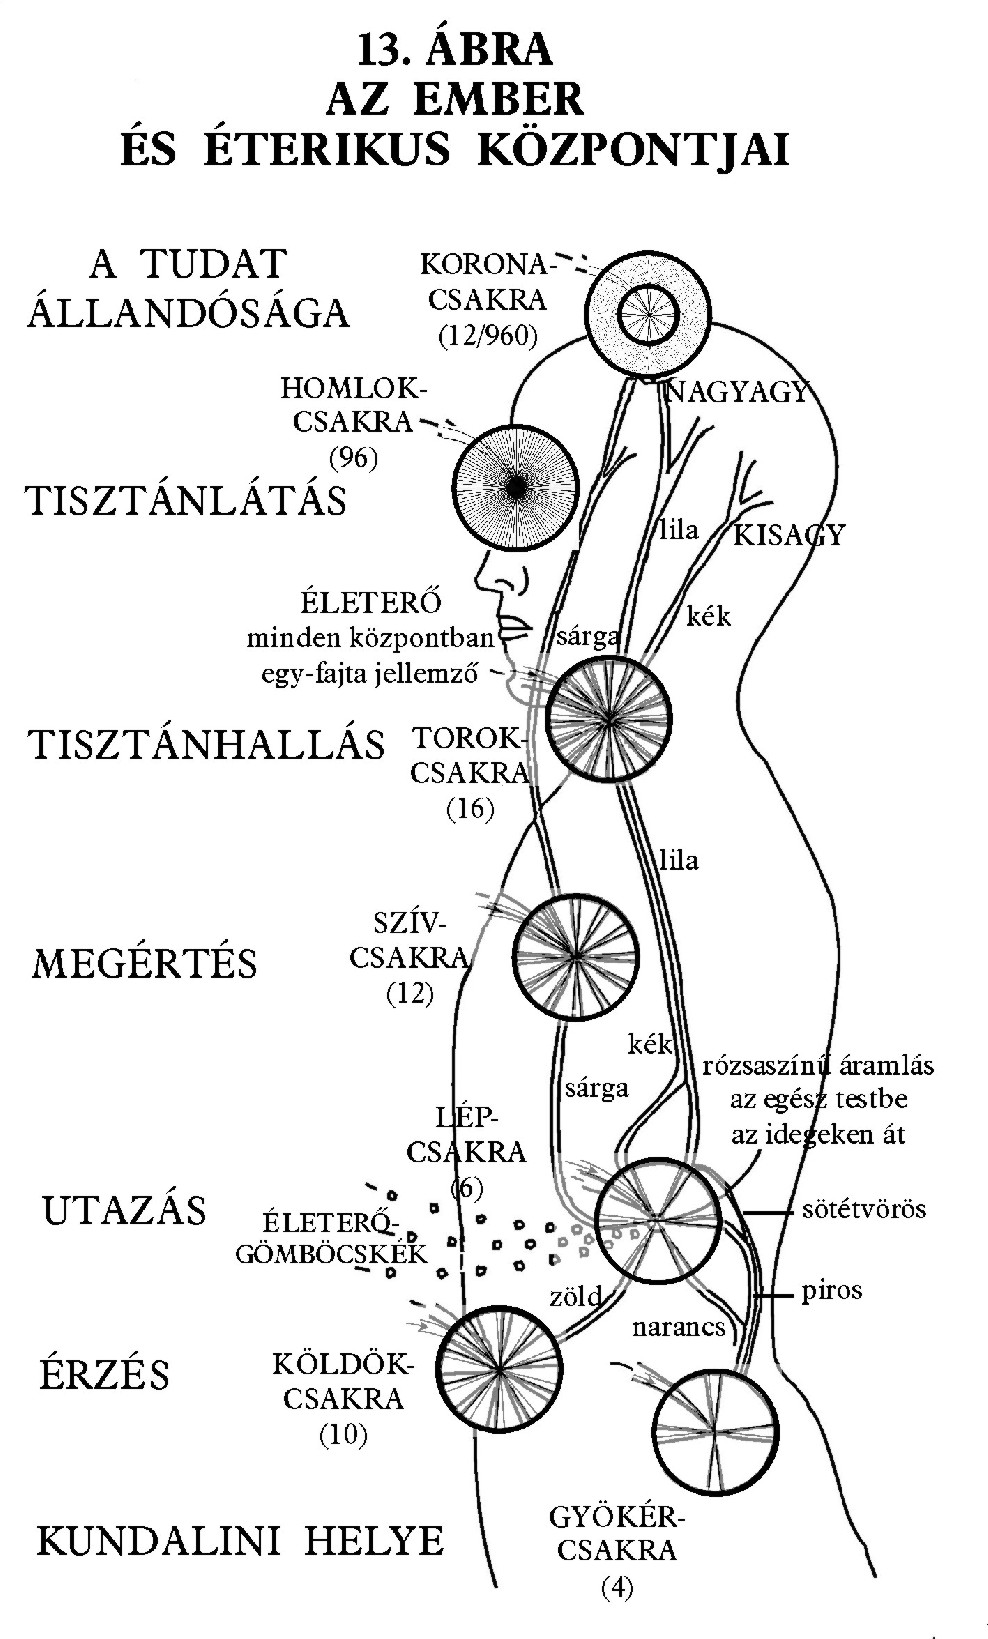 13. ÁBRA
AZ EMBER
ÉS ÉTERIKUS KÖZPONTJAI
A TUDAT
ÁLLANDÓSÁGA
KORONA-
CSAKRA
(12/960)
HOMLOK-
CSAKRA
(96)
NAGYAGY
TISZTÁNLÁTÁS
lila
KISAGY
ÉLETERŐ
minden központban
egy-fajta jellemző
sárga
kék
TISZTÁNHALLÁS
TOROK-
CSAKRA
(16)
lila
MEGÉRTÉS
SZÍV-
CSAKRA
(12)
kék
sárga
rózsaszínű áramlás
az egész testbe
az idegeken át
LÉP-
CSAKRA
(6)
UTAZÁS
ÉLETERŐ-
GÖMBÖCSKÉK
sötétvörös
zöld
piros
narancs
ÉRZÉS
KÖLDÖK-
CSAKRA
(10)
KUNDALINI HELYE
GYÖKÉR-
CSAKRA
(4)